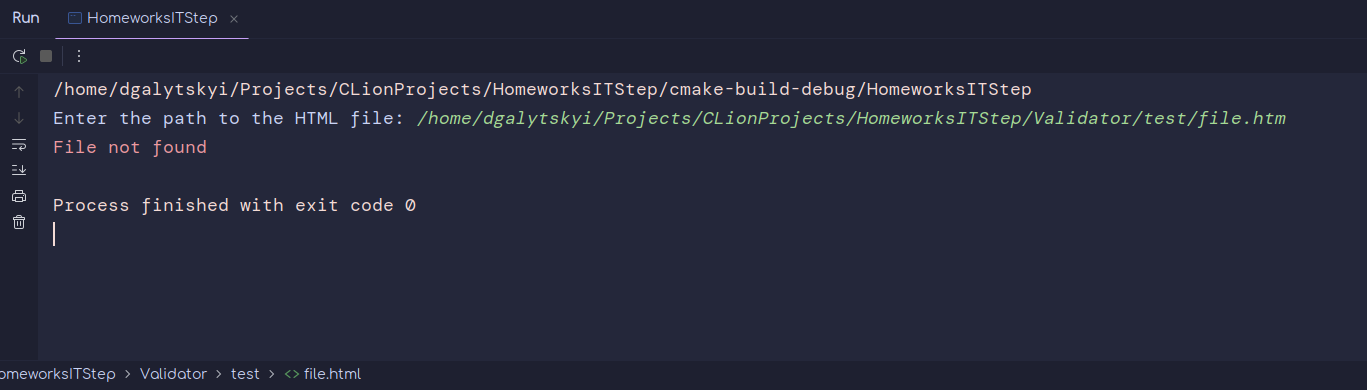 Run HomeworksITStep
/home/dgalytskyi/Projects/CLionProjects/HomeworksITStep/cmake-build-debug/HomeworksITStep
Enter the path to the HTML file: /home/dgalytskyi/Projects/CLionProjects/HomeworksITStep/Validator/test/file.htm
File not found
Process finished with exit code 0
omeworksITStep > Validator > test > <> file.html